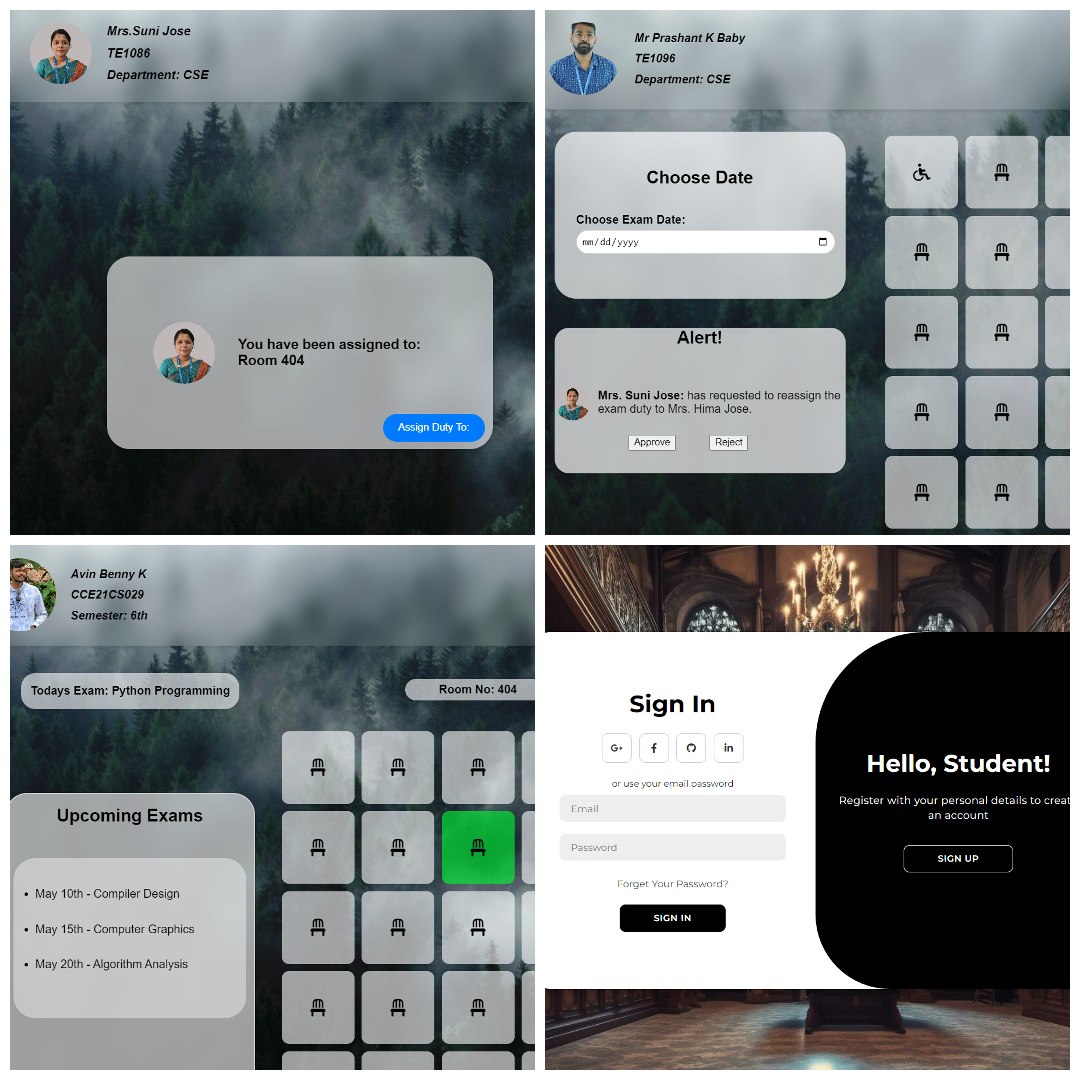 Mrs.Suni Jose
TE1086
Department: CSE
You have been assigned to:
Room 404
Assign Duty To:
Mr Prashant K Baby
TE1096
Department: CSE
Choose Date
Choose Exam Date:
mm/dd/yyyy
Alert!
Mrs. Suni Jose: has requested to reassign the
exam duty to Mrs. Hima Jose.
Approve Reject
Avin Benny K
CCE21CS029
Semester: 6th
Todays Exam: Python Programming
Room No: 404
Upcoming Exams
• May 10th - Compiler Design
• May 15th - Computer Graphics
• May 20th - Algorithm Analysis
Sign In
G+ f in
or use your email password
Email
Password
Forget Your Password?
SIGN IN
Hello, Student!
Register with your personal details to creat
an account
SIGN UP